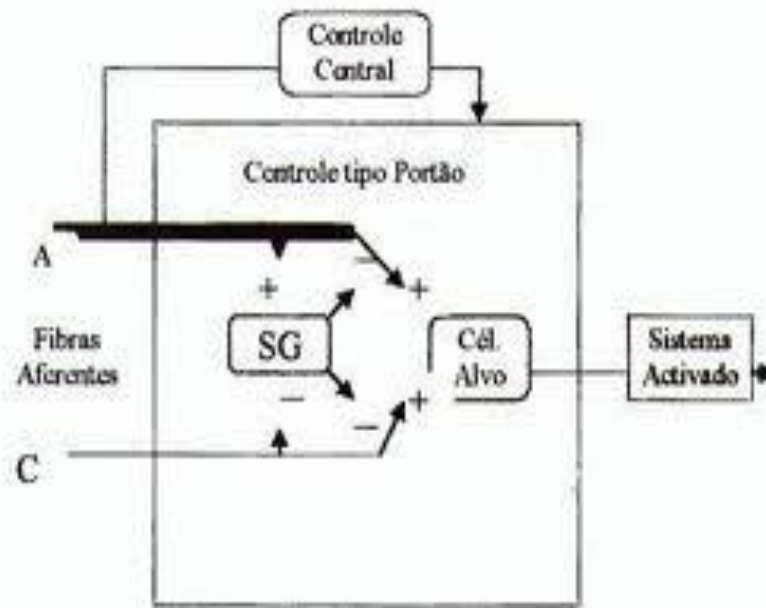 Controle
Central
Controle tipo Portão
A
−
+
+
Fibras
Aferentes
SG
Cél.
Alvo
Sistema
Activado
−
−
+
C